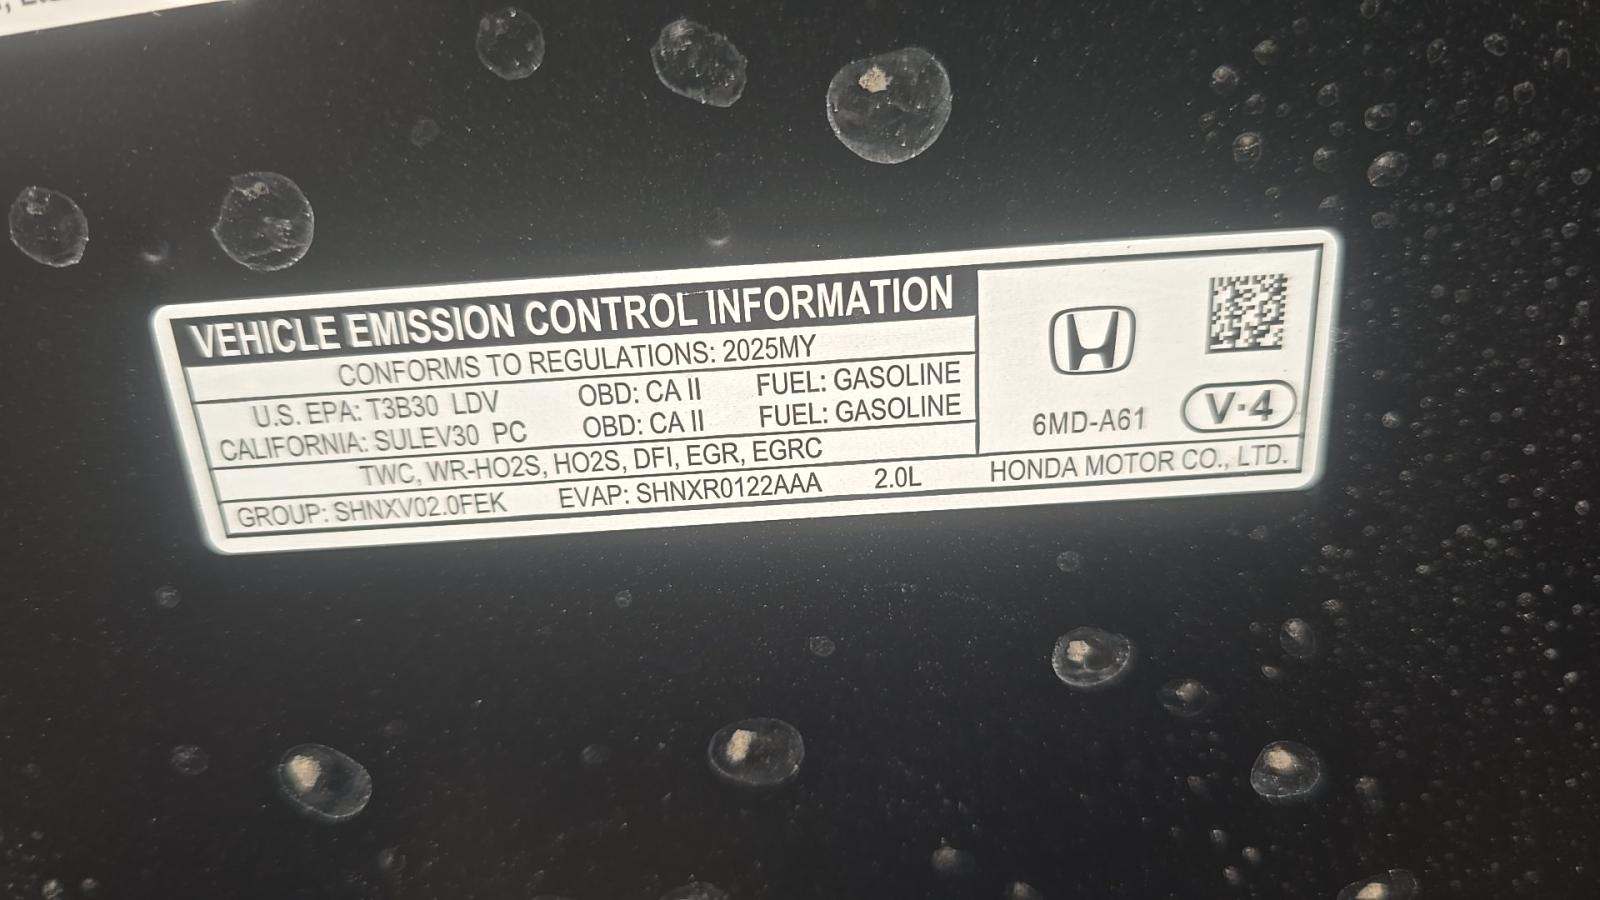 VEHICLE EMISSION CONTROL INFORMATION
CONFORMS TO REGULATIONS: 2025MY
U.S. EPA: T3B30 LDV OBD: CA II FUEL: GASOLINE
CALIFORNIA: SULEV30 PC OBD: CA II FUEL: GASOLINE
TWC, WR-HO2S, HO2S, DFI, EGR, EGRC
GROUP: SHNXV02.0FEK EVAP: SHNXR0122AAA 2.0L
6MD-A61 V-4
HONDA MOTOR CO., LTD.